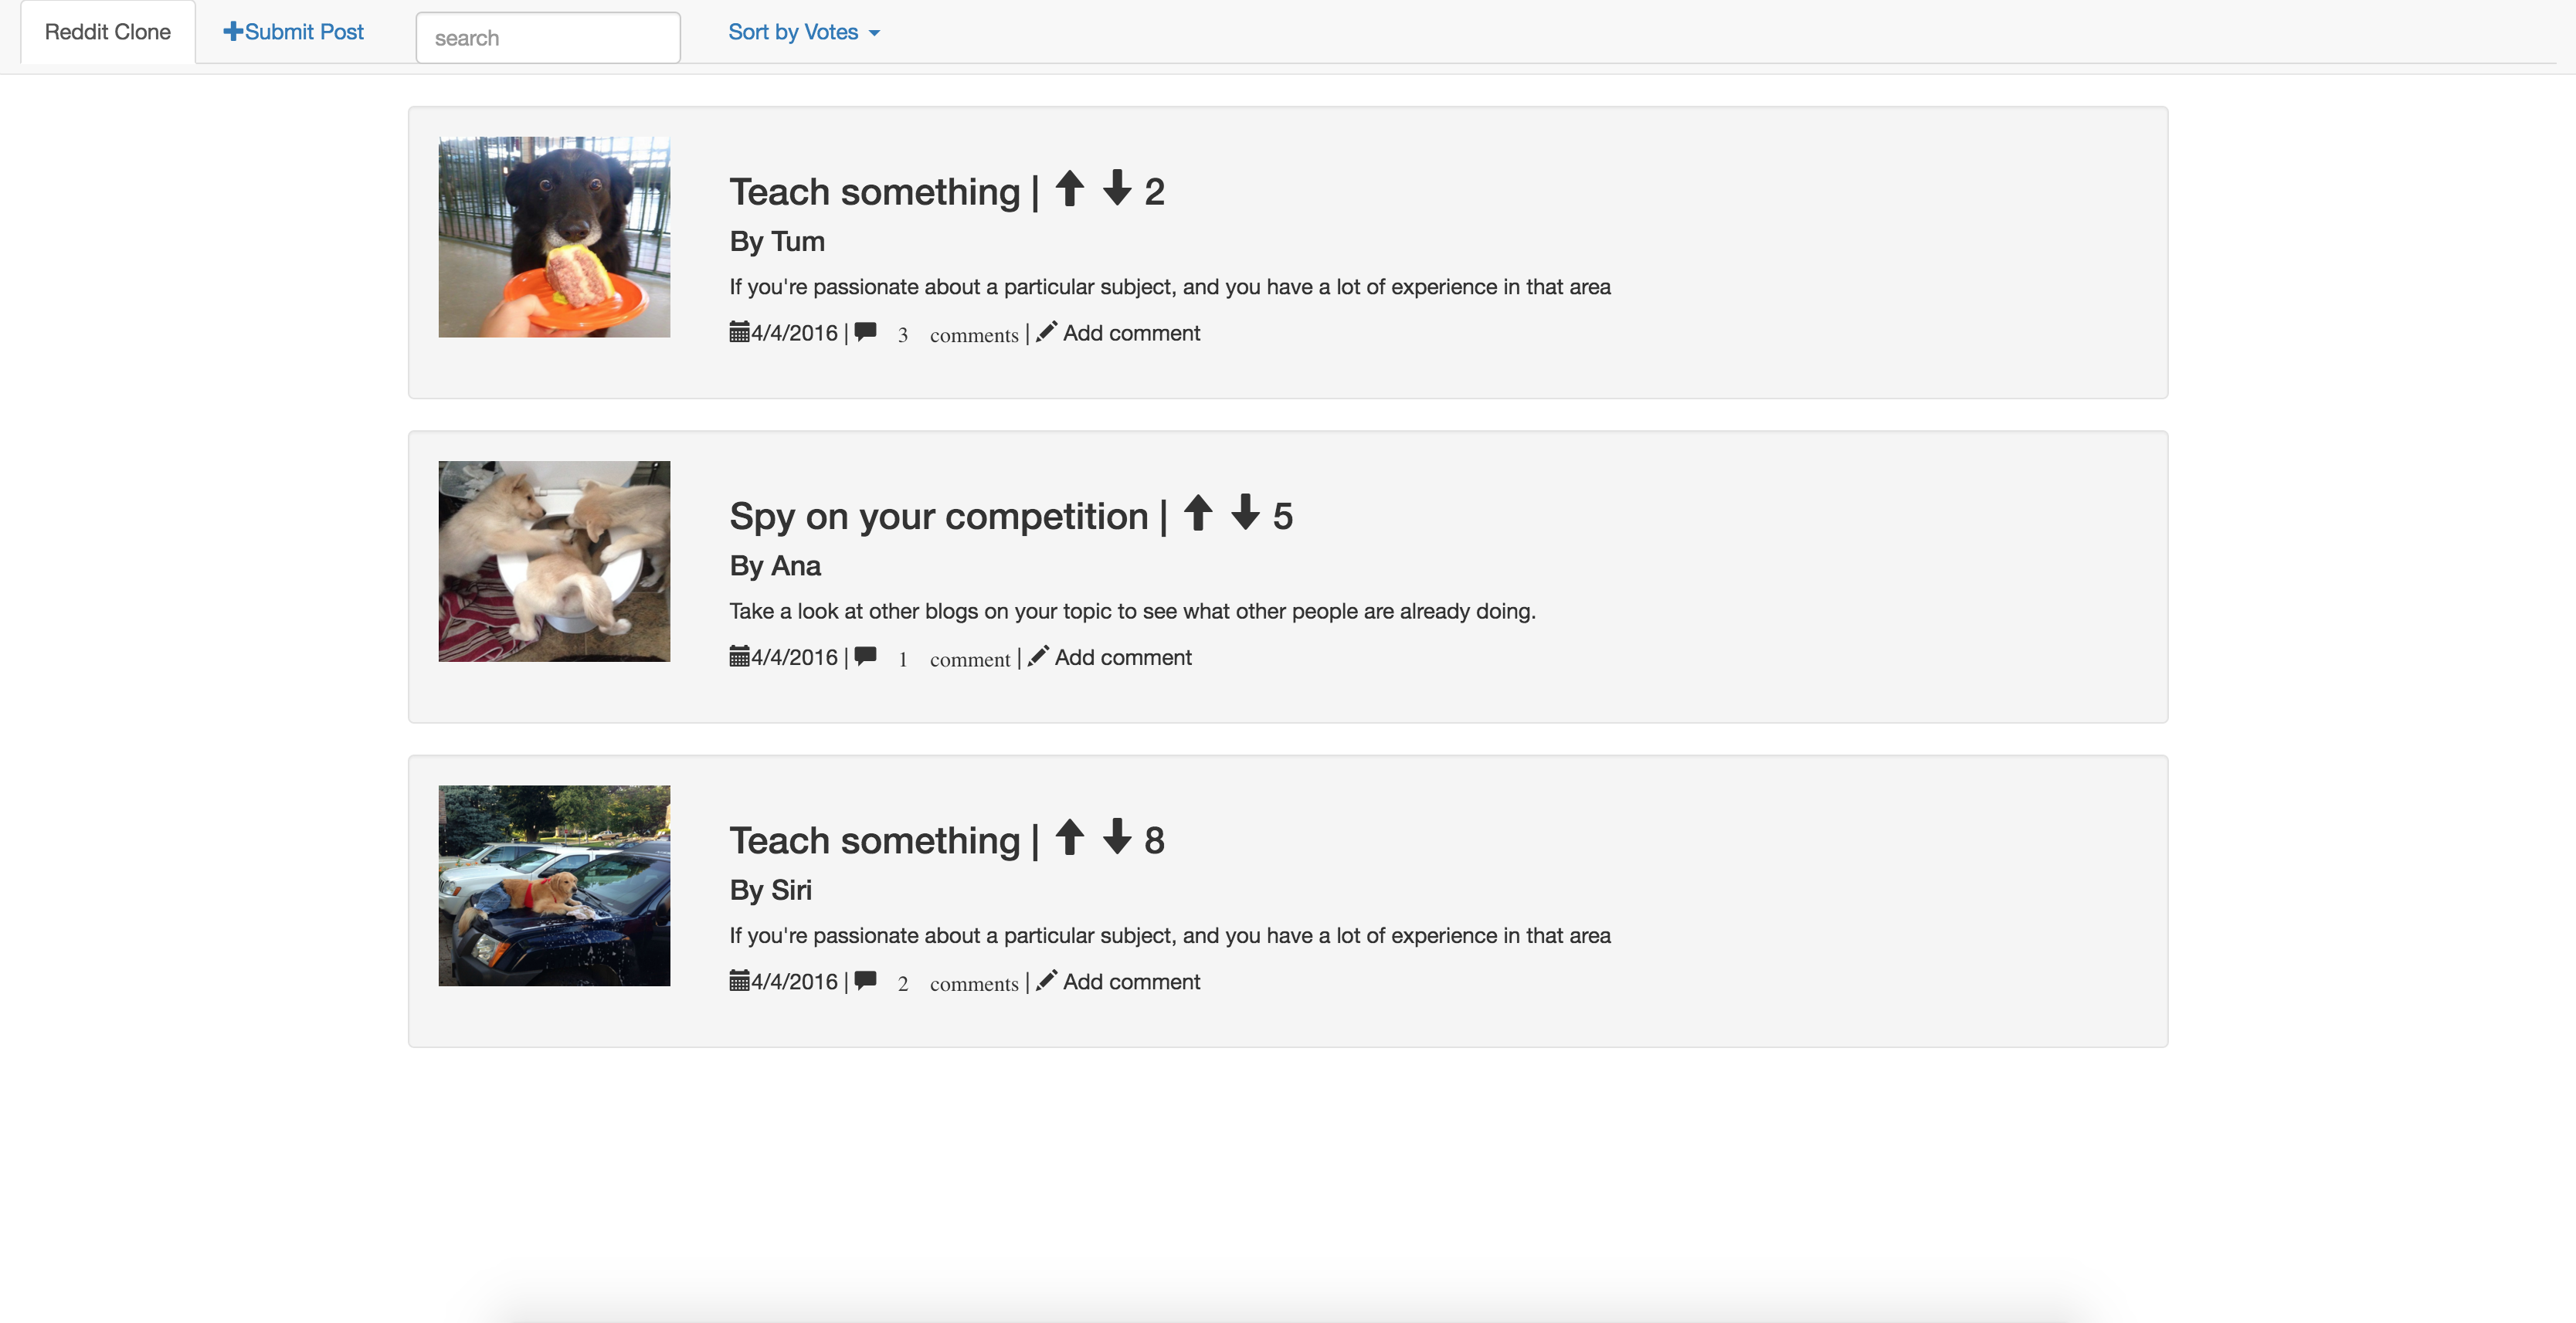 Reddit Clone Submit Post search Sort by Votes
Teach something | 2
By Tum
If you're passionate about a particular subject, and you have a lot of experience in that area
4/4/2016 | 3 comments | Add comment
Spy on your competition | 5
By Ana
Take a look at other blogs on your topic to see what other people are already doing.
4/4/2016 | 1 comment | Add comment
Teach something | 8
By Siri
If you're passionate about a particular subject, and you have a lot of experience in that area
4/4/2016 | 2 comments | Add comment